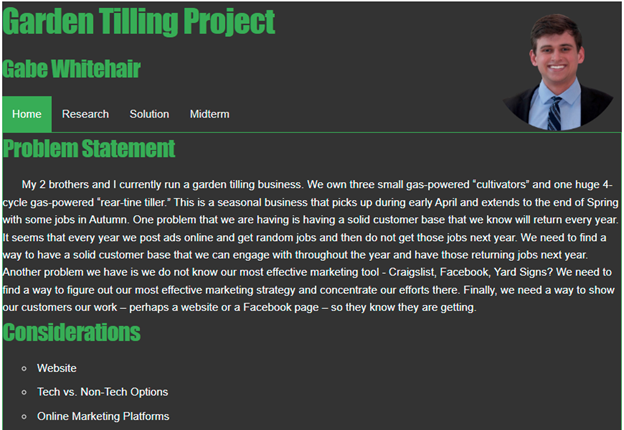 Garden Tilling Project
Gabe Whitehair
Home Research Solution Midterm
Problem Statement
My 2 brothers and I currently run a garden tilling business. We own three small gas-powered “cultivators” and one huge 4-
cycle gas-powered “rear-tine tiller.” This is a seasonal business that picks up during early April and extends to the end of Spring
with some jobs in Autumn. One problem that we are having is having a solid customer base that we know will return every year.
It seems that every year we post ads online and get random jobs and then do not get those jobs next year. We need to find a
way to have a solid customer base that we can engage with throughout the year and have those returning jobs next year.
Another problem we have is we do not know our most effective marketing tool - Craigslist, Facebook, Yard Signs? We need to
find a way to figure out our most effective marketing strategy and concentrate our efforts there. Finally, we need a way to show
our customers our work – perhaps a website or a Facebook page – so they know they are getting.
Considerations
Website
Tech vs. Non-Tech Options
Online Marketing Platforms